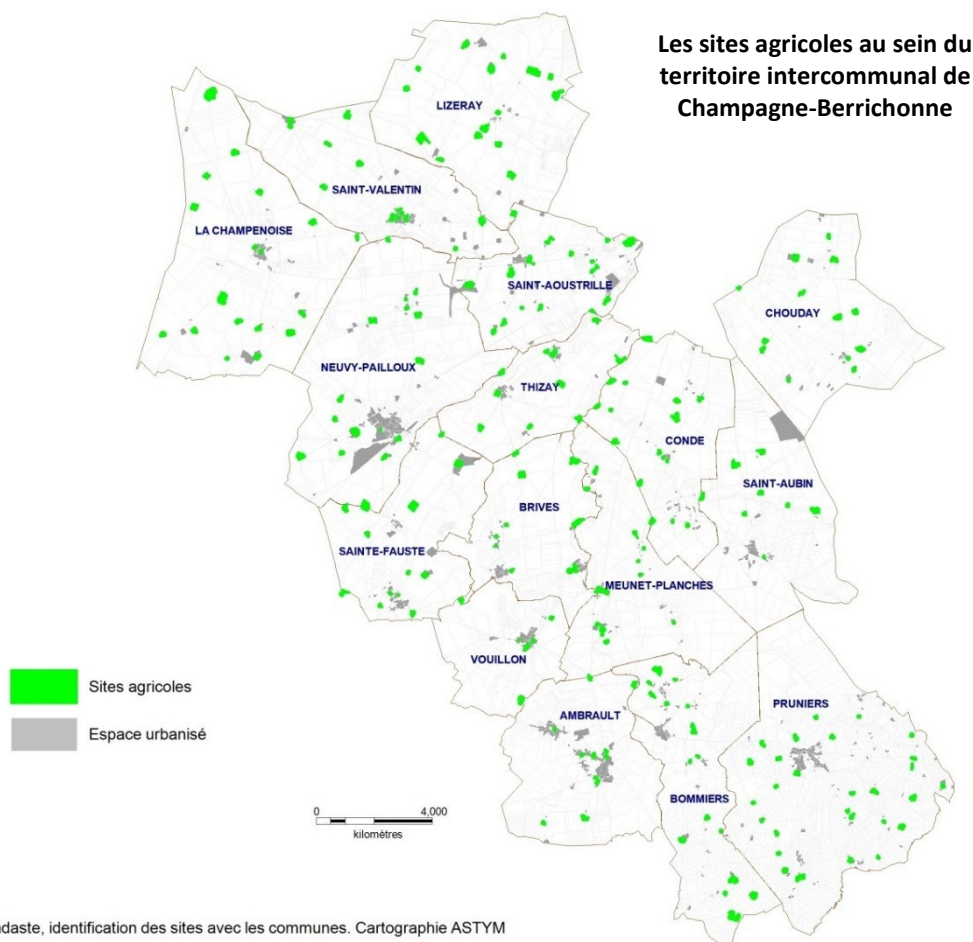 Les sites agricoles au sein du
territoire intercommunal de
Champagne-Berrichonne
LIZERAY
SAINT-VALENTIN
LA CHAMPENOISE
SAINT-AOUSTRILLE
CHOUDAY
NEUVY-PAILLOUX
THIZAY
CONDE
SAINT-AUBIN
BRIVES
SAINTE-FAUSTE
MEUNET-PLANCHES
VOUILLON
Sites agricoles
PRUNIERS
AMBRAULT
Espace urbanisé
BOMMIERS
0 4,000
kilomètres
daste, identification des sites avec les communes. Cartographie ASTYM